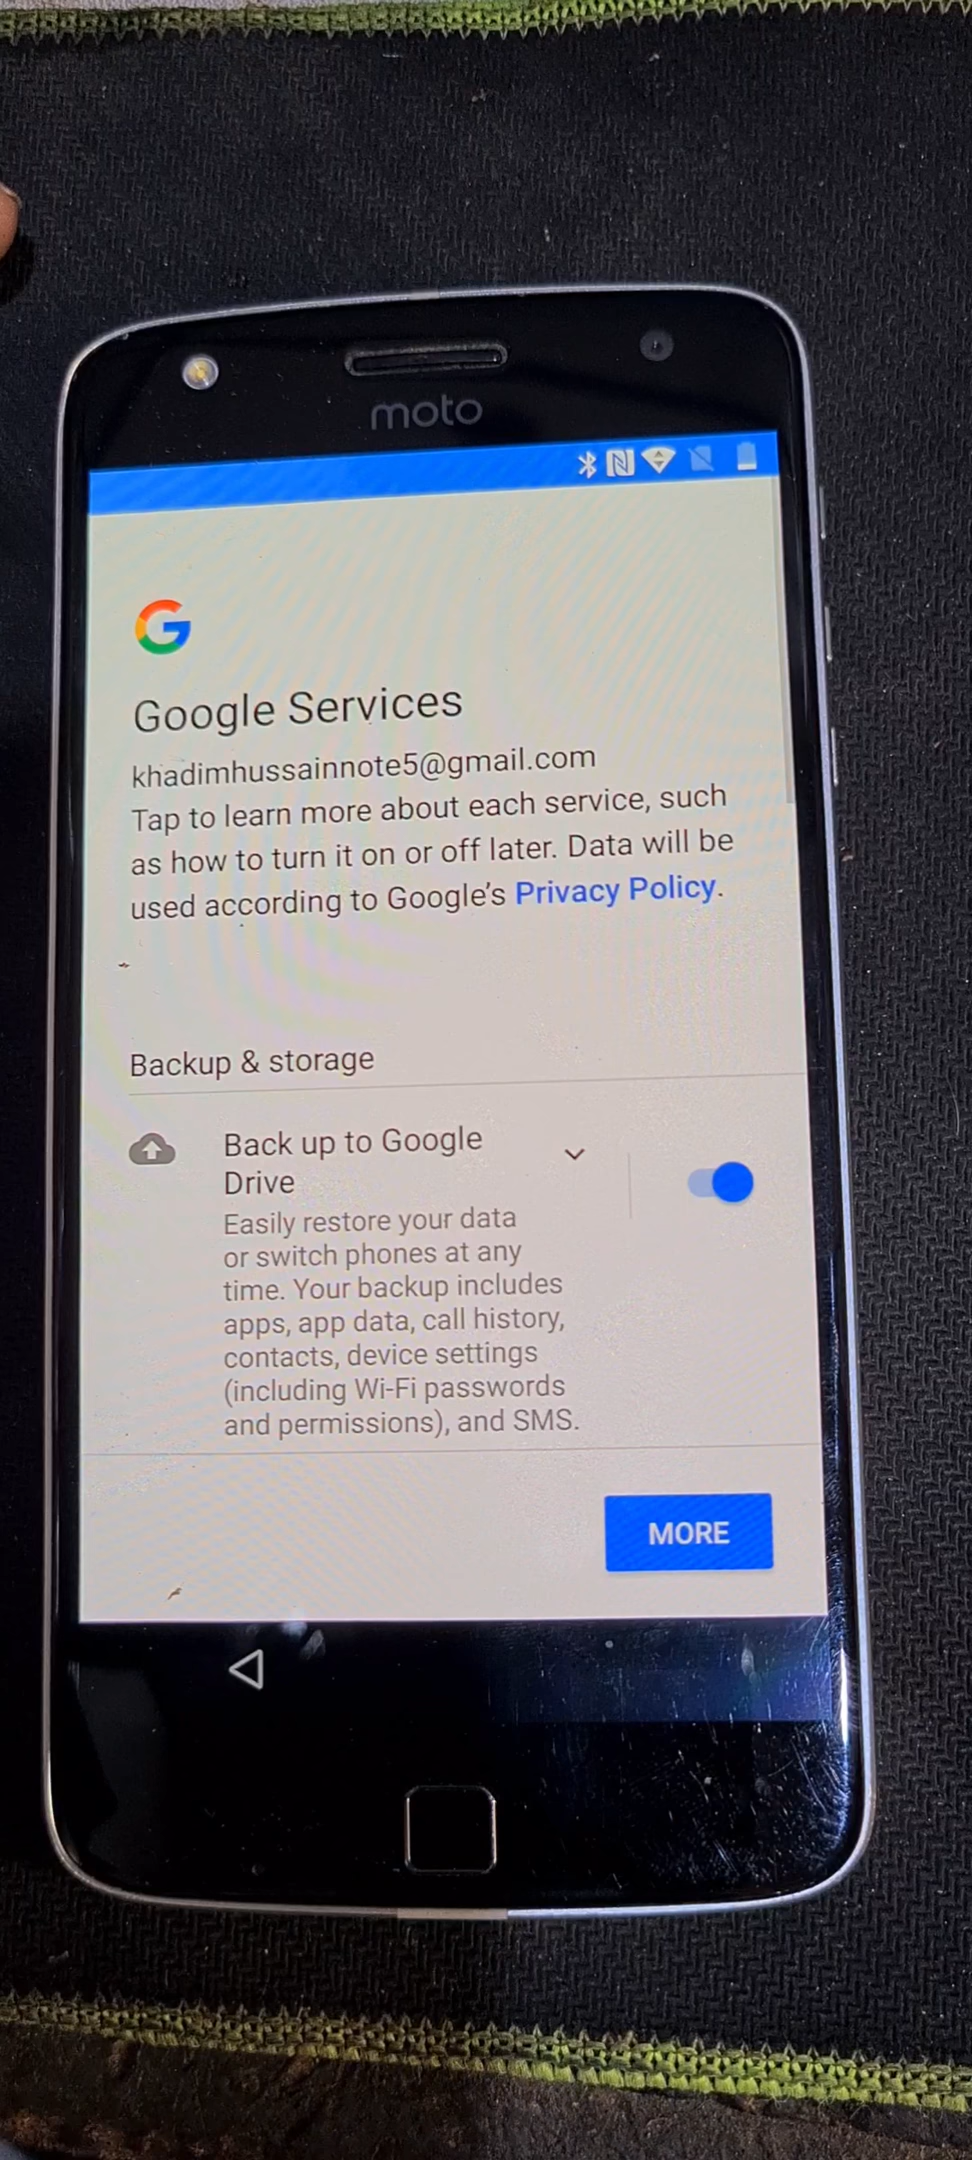 moto
G
Google Services
khadimhussainnote5@gmail.com
Tap to learn more about each service, such
as how to turn it on or off later. Data will be
used according to Google's Privacy Policy.
Backup & storage
Back up to Google
Drive
Easily restore your data
or switch phones at any
time. Your backup includes
apps, app data, call history,
contacts, device settings
(including Wi-Fi passwords
and permissions), and SMS.
MORE